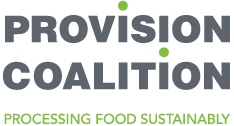 PROVISION
COALITION
PROCESSING FOOD SUSTAINABLY